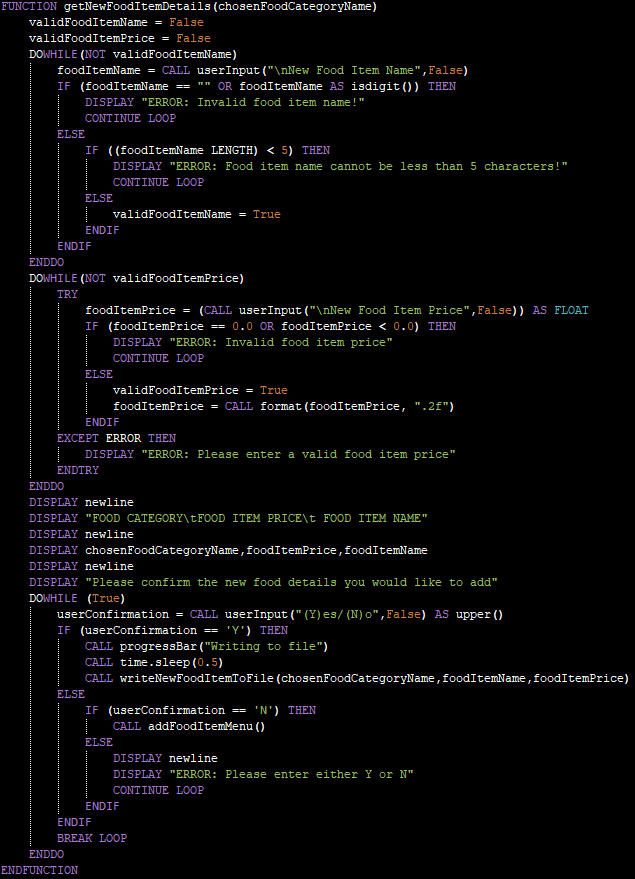 FUNCTION getNewFoodItemDetails(chosenFoodCategoryName)
validFoodItemName = False
validFoodItemPrice = False
DOWHILE(NOT validFoodItemName)
foodItemName = CALL userInput("\nNew Food Item Name",False)
IF (foodItemName == "" OR foodItemName AS isdigit()) THEN
DISPLAY "ERROR: Invalid food item name!"
CONTINUE LOOP
ELSE
IF ((foodItemName LENGTH) < 5) THEN
DISPLAY "ERROR: Food item name cannot be less than 5 characters!"
CONTINUE LOOP
ELSE
validFoodItemName = True
ENDIF
ENDIF
ENDDO
DOWHILE(NOT validFoodItemPrice)
TRY
foodItemPrice = (CALL userInput("\nNew Food Item Price",False)) AS FLOAT
IF (foodItemPrice == 0.0 OR foodItemPrice < 0.0) THEN
DISPLAY "ERROR: Invalid food item price"
CONTINUE LOOP
ELSE
validFoodItemPrice = True
foodItemPrice = CALL format(foodItemPrice, ".2f")
ENDIF
EXCEPT ERROR THEN
DISPLAY "ERROR: Please enter a valid food item price"
ENDTRY
ENDDO
DISPLAY newline
DISPLAY "FOOD CATEGORY\tFOOD ITEM PRICE\t FOOD ITEM NAME"
DISPLAY newline
DISPLAY chosenFoodCategoryName,foodItemPrice,foodItemName
DISPLAY newline
DISPLAY "Please confirm the new food details you would like to add"
DOWHILE (True)
userConfirmation = CALL userInput("(Y)es/(N)o",False) AS upper()
IF (userConfirmation == 'Y') THEN
CALL progressBar("Writing to file")
CALL time.sleep(0.5)
CALL writeNewFoodItemToFile(chosenFoodCategoryName,foodItemName,foodItemPrice)
ELSE
IF (userConfirmation == 'N') THEN
CALL addFoodItemMenu()
ELSE
DISPLAY newline
DISPLAY "ERROR: Please enter either Y or N"
CONTINUE LOOP
ENDIF
ENDIF
BREAK LOOP
ENDDO
ENDFUNCTION